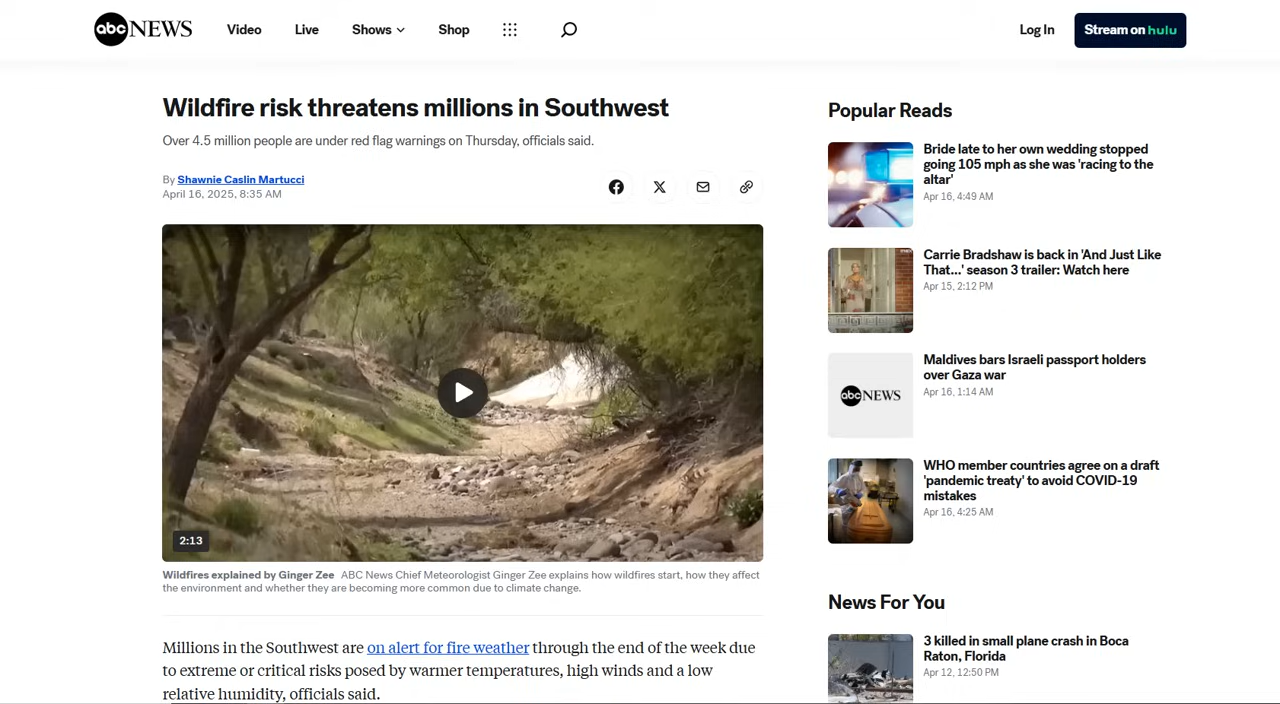 abc NEWS
Video
Live
Shows
Shop
Log In
Stream on hulu
Wildfire risk threatens millions in Southwest
Over 4.5 million people are under red flag warnings on Thursday, officials said.
By Shawnie Caslin Martucci
April 16, 2025, 8:35 AM
2:13
Wildfires explained by Ginger Zee ABC News Chief Meteorologist Ginger Zee explains how wildfires start, how they affect
the environment and whether they are becoming more common due to climate change.
Millions in the Southwest are on alert for fire weather through the end of the week due
to extreme or critical risks posed by warmer temperatures, high winds and a low
relative humidity, officials said.
Popular Reads
Bride late to her own wedding stopped
going 105 mph as she was 'racing to the
altar'
Apr 16, 4:49 AM
Carrie Bradshaw is back in 'And Just Like
That...' season 3 trailer: Watch here
Apr 15, 2:12 PM
abc NEWS
Maldives bars Israeli passport holders
over Gaza war
Apr 16, 1:14 AM
WHO member countries agree on a draft
'pandemic treaty' to avoid COVID-19
mistakes
Apr 16, 4:25 AM
News For You
3 killed in small plane crash in Boca
Raton, Florida
Apr 12, 12:50 PM